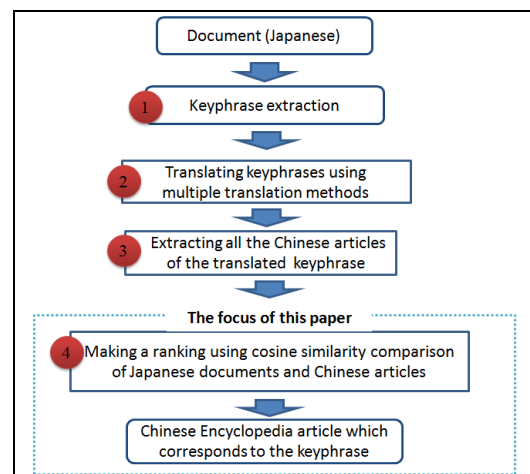 Document (Japanese)
1
Keyphrase extraction
2
Translating keyphrases using
multiple translation methods
3
Extracting all the Chinese articles
of the translated keyphrase
The focus of this paper
4
Making a ranking using cosine similarity comparison
of Japanese documents and Chinese articles
Chinese Encyclopedia article which
corresponds to the keyphrase